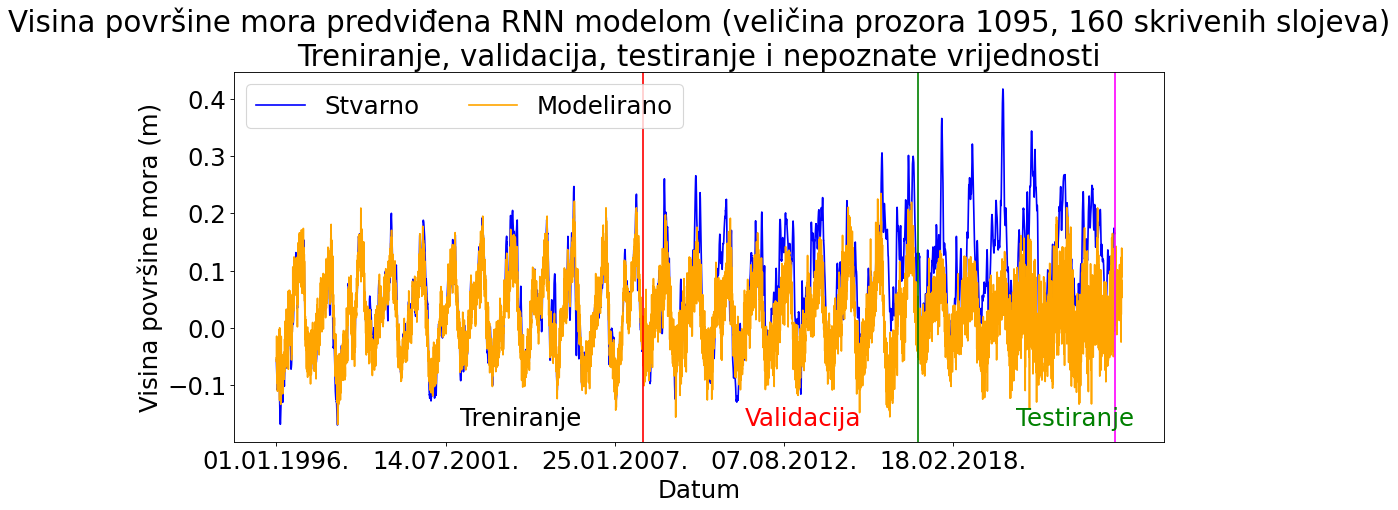 Visina površine mora predviđena RNN modelom (veličina prozora 1095, 160 skrivenih slojeva)
Treniranje, validacija, testiranje i nepoznate vrijednosti
Stvarno Modelirano
Visina površine mora (m)
0.4
0.3
0.2
0.1
0.0
−0.1
Treniranje Validacija Testiranje
01.01.1996. 14.07.2001. 25.01.2007. 07.08.2012. 18.02.2018.
Datum